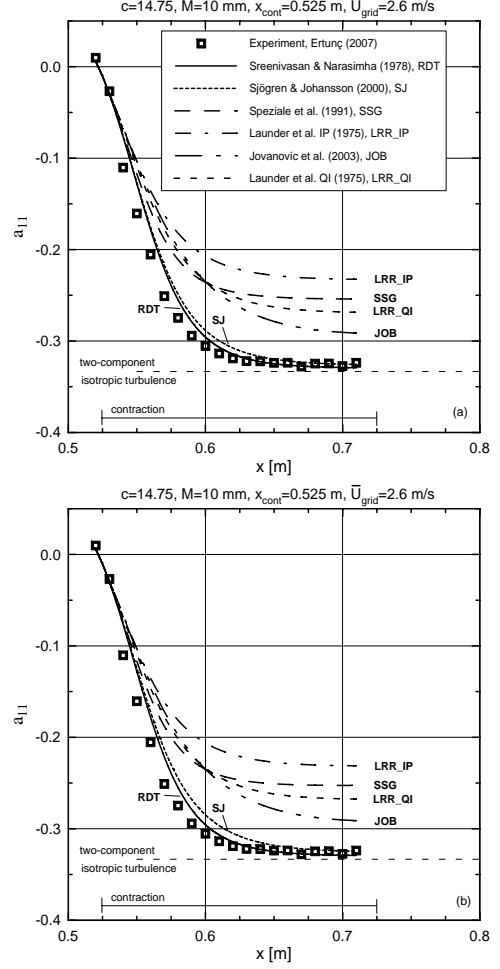 c=14.75, M=10 mm, x_cont=0.525 m, U̅_grid=2.6 m/s
Experiment, Ertunç (2007)
Sreenivasan & Narasimha (1978), RDT
Sjögren & Johansson (2000), SJ
Speziale et al. (1991), SSG
Launder et al. IP (1975), LRR_IP
Jovanovic et al. (2003), JOB
Launder et al. QI (1975), LRR_QI
0.0
-0.1
-0.2
-0.3
-0.4
a11
LRR_IP
SSG
LRR_QI
JOB
RDT
SJ
two-component
isotropic turbulence
contraction
(a)
0.5 0.6 0.7 0.8
x [m]
c=14.75, M=10 mm, x_cont=0.525 m, U̅_grid=2.6 m/s
0.0
-0.1
-0.2
-0.3
-0.4
a11
LRR_IP
SSG
LRR_QI
JOB
RDT
SJ
two-component
isotropic turbulence
contraction
(b)
0.5 0.6 0.7 0.8
x [m]